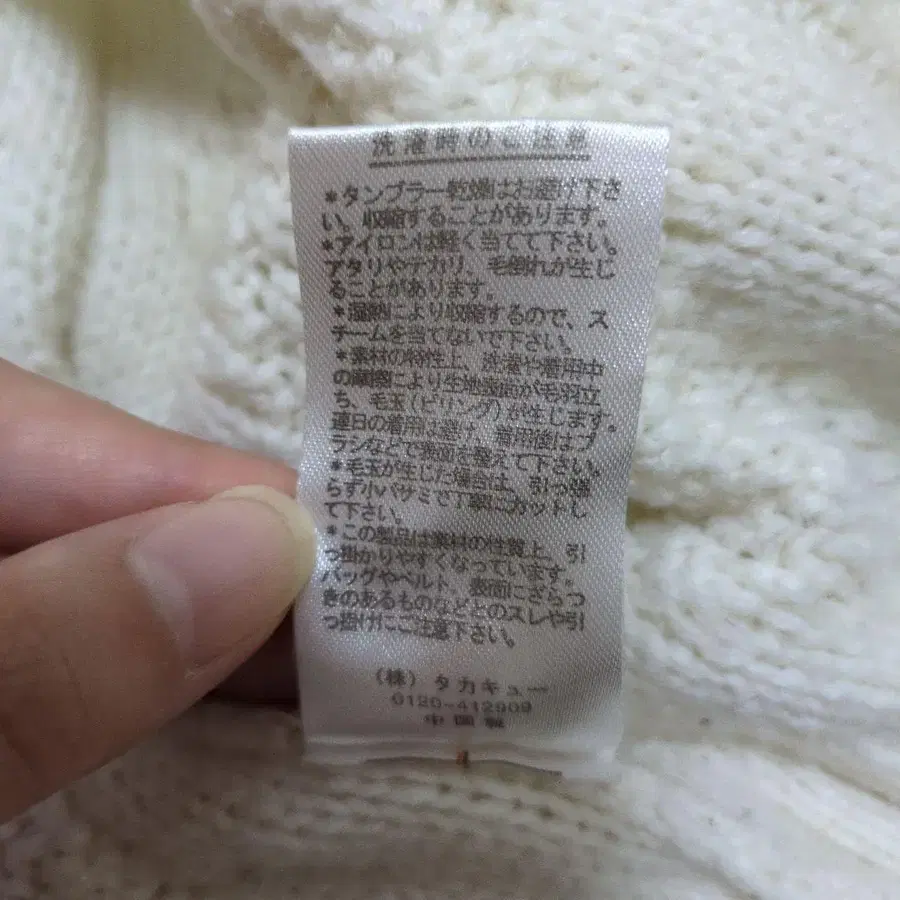 洗濯時のご注意
*タンブラー乾燥はお避け下さ
い。収縮することがあります。
*アイロンは軽く当てて下さい。
アタリやテカリ、毛倒れが生じ
ることがあります。
*湿熱により収縮するので、ス
チームを当てないで下さい。
*素材の特性上、洗濯や着用中
の摩擦により生地表面が毛羽立
ち、毛玉(ピリング)が生じます。
連日の着用は避け、着用後はブ
ラシなどで表面を整えて下さい。
*毛玉が生じた場合は、引っ張
らず小バサミで丁寧にカットし
て下さい。
*この製品は素材の性質上、引
っ掛かりやすくなっています。
バッグやベルト、表面にざらつ
きのあるものなどとのスレや引
っ掛けにご注意下さい。
(株)タカキュー
0120-412909
中国製